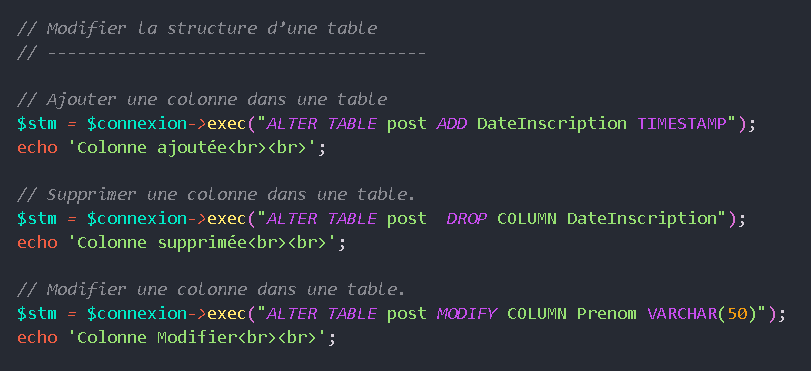 // Modifier la structure d'une table
// --------------------------------------
// Ajouter une colonne dans une table
$stm = $connexion->exec("ALTER TABLE post ADD DateInscription TIMESTAMP");
echo 'Colonne ajoutée<br><br>';
// Supprimer une colonne dans une table.
$stm = $connexion->exec("ALTER TABLE post  DROP COLUMN DateInscription");
echo 'Colonne supprimée<br><br>';
// Modifier une colonne dans une table.
$stm = $connexion->exec("ALTER TABLE post MODIFY COLUMN Prenom VARCHAR(50)");
echo 'Colonne Modifier<br><br>';